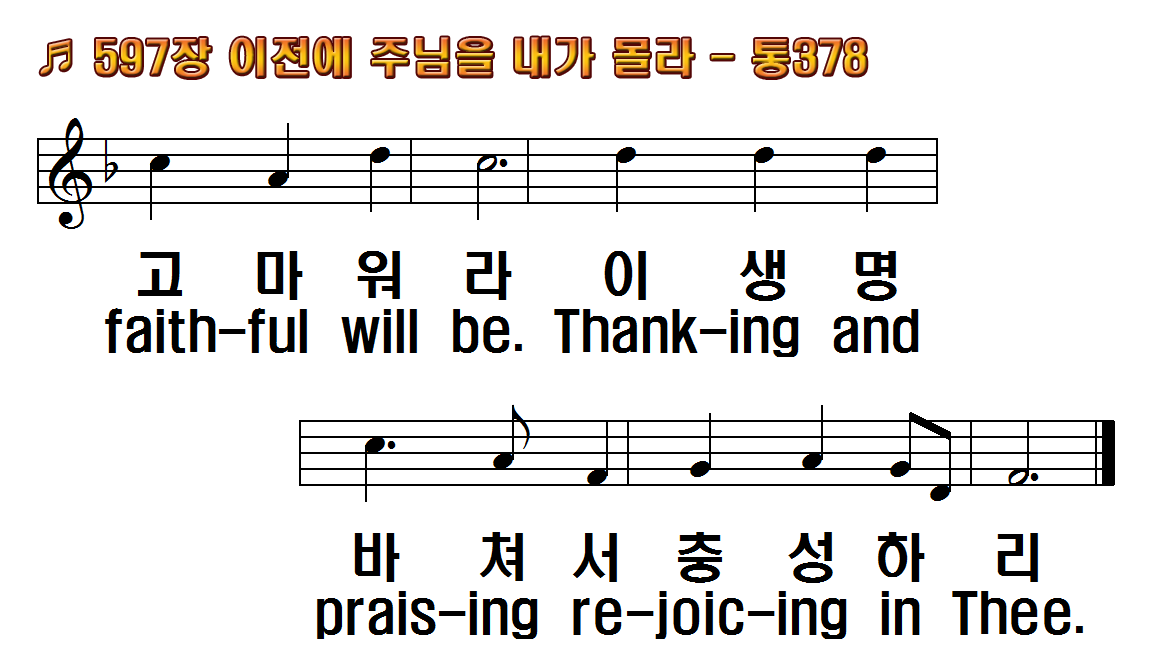 ♬ 597장 이전에 주님을 내가 몰라 - 통378
고 마 워 라 이 생 명
faith-ful will be. Thank-ing and
바 쳐 서 충 성 하 리
prais-ing re-joic-ing in Thee.